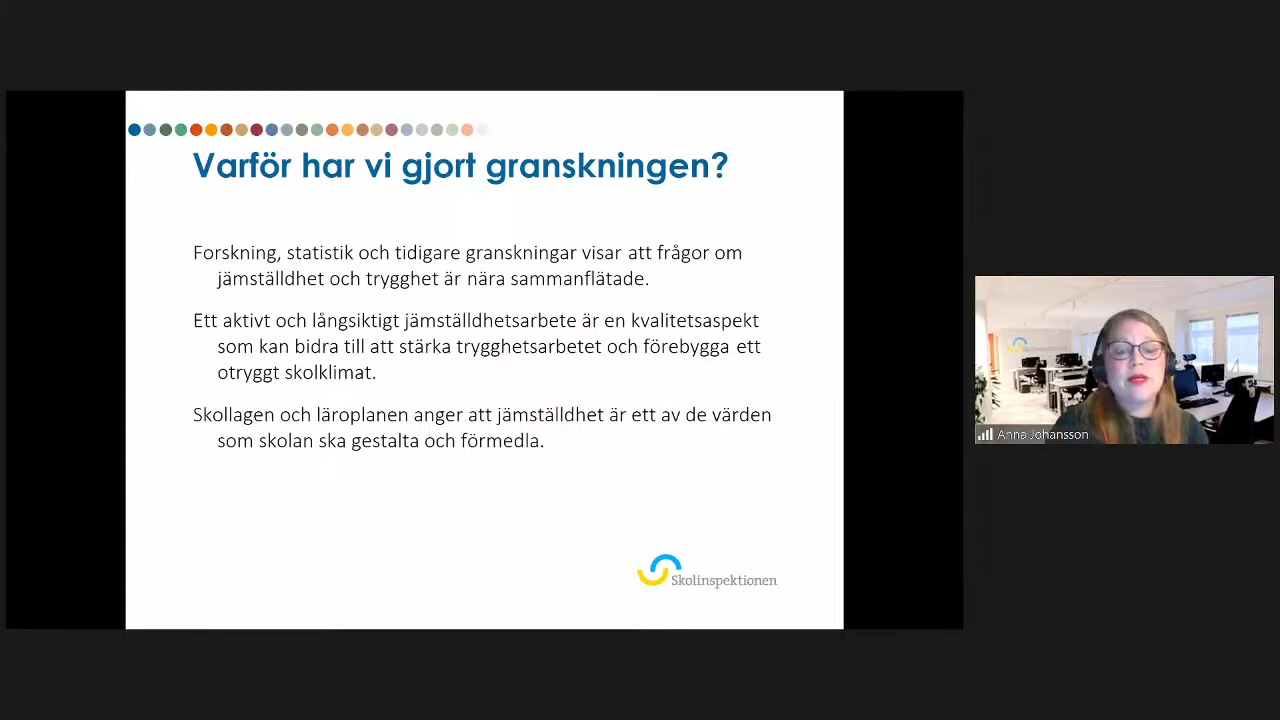 Varför har vi gjort granskningen?
Forskning, statistik och tidigare granskningar visar att frågor om
jämställdhet och trygghet är nära sammanflätade.
Ett aktivt och långsiktigt jämställdhetsarbete är en kvalitetsaspekt
som kan bidra till att stärka trygghetsarbetet och förebygga ett
otryggt skolklimat.
Skollagen och läroplanen anger att jämställdhet är ett av de värden
som skolan ska gestalta och förmedla.
Skolinspektionen
Anna Johansson